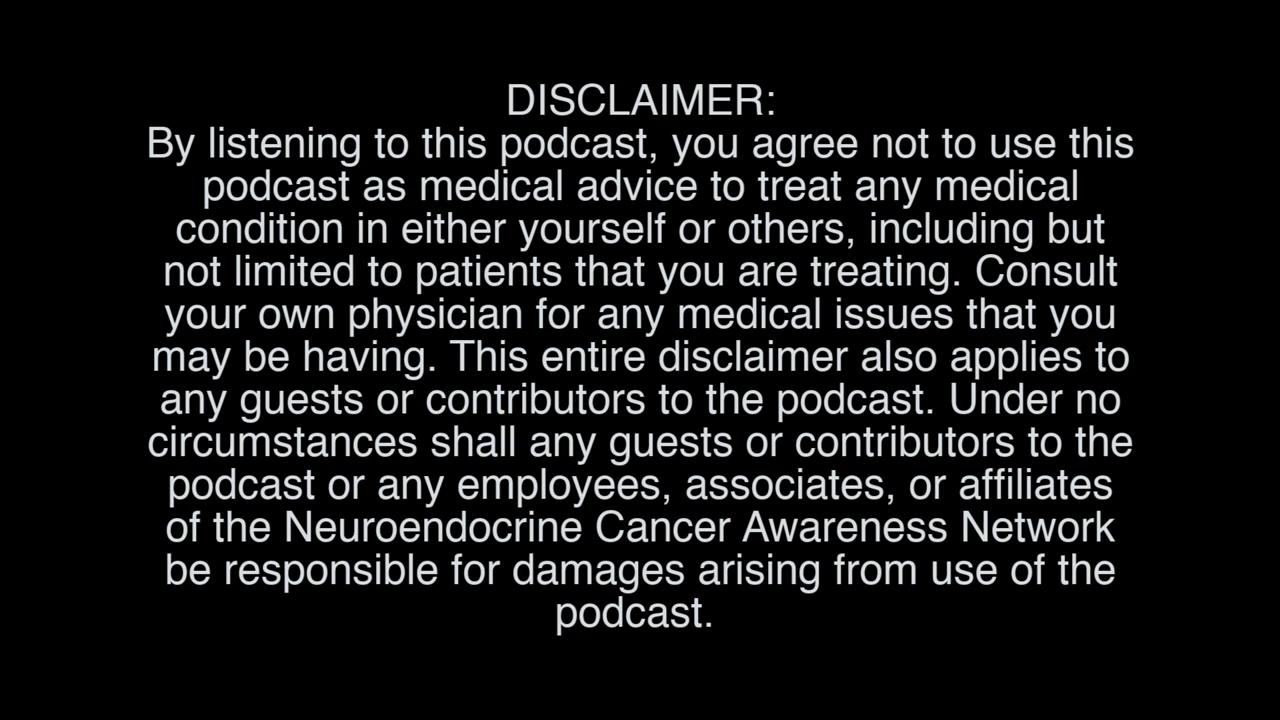 DISCLAIMER:
By listening to this podcast, you agree not to use this
podcast as medical advice to treat any medical
condition in either yourself or others, including but
not limited to patients that you are treating. Consult
your own physician for any medical issues that you
may be having. This entire disclaimer also applies to
any guests or contributors to the podcast. Under no
circumstances shall any guests or contributors to the
podcast or any employees, associates, or affiliates
of the Neuroendocrine Cancer Awareness Network
be responsible for damages arising from use of the
podcast.